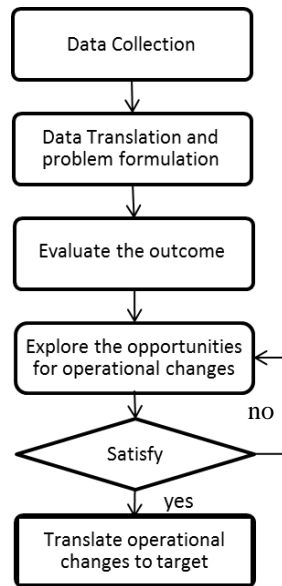 Data Collection
Data Translation and
problem formulation
Evaluate the outcome
Explore the opportunities
for operational changes
no
Satisfy
yes
Translate operational
changes to target